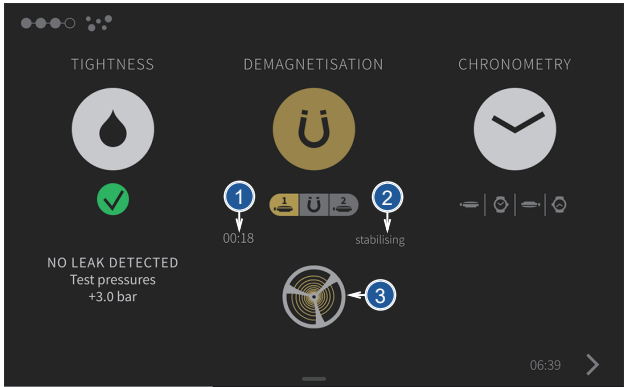 TIGHTNESS
DEMAGNETISATION
CHRONOMETRY
1
2
1
2
00:18
stabilising
NO LEAK DETECTED
Test pressures
+3.0 bar
3
06:39